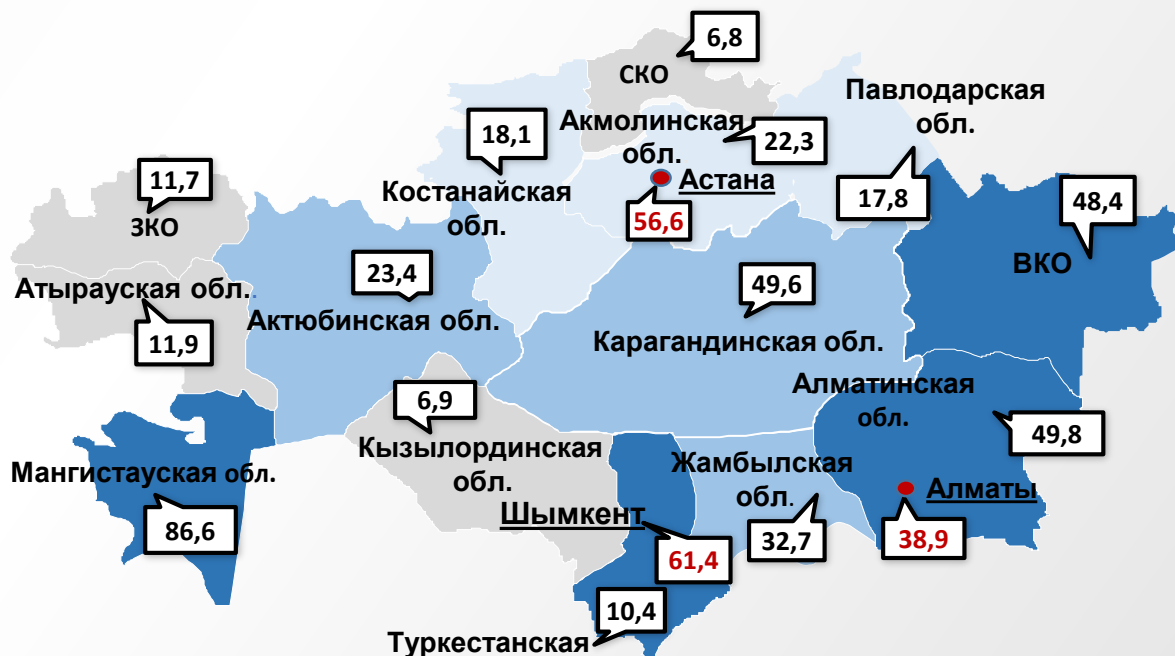 6,8
СКО
Павлодарская
обл.
18,1
Акмолинская
обл.
22,3
11,7
ЗКО
Костанайская
обл.
Астана
56,6
17,8
48,4
ВКО
23,4
49,6
Атырауская обл.
11,9
Актюбинская обл.
Карагандинская обл.
6,9
Алматинская
обл.
49,8
Кызылординская
обл.
Мангистауская обл.
86,6
Жамбылская
обл.
32,7
Алматы
38,9
Шымкент
61,4
10,4
Туркестанская